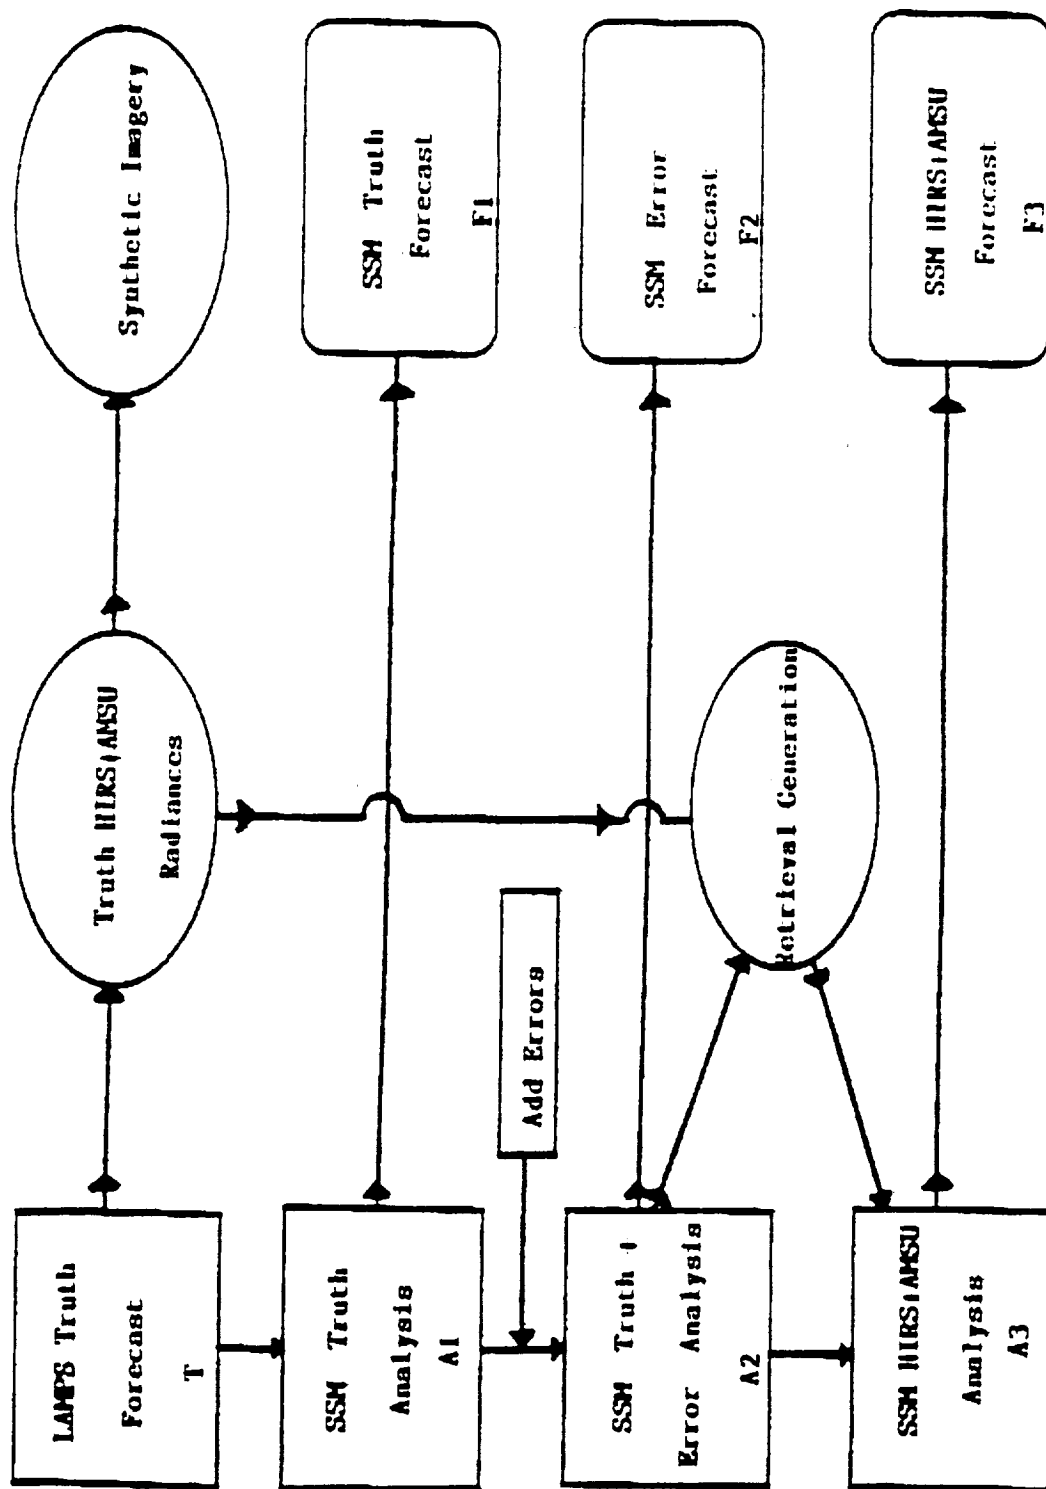 LAMPS Truth
Forecast
T
Truth HIRS+AMSU
Radiances
Synthetic Imagery
SSM Truth
Analysis
A1
SSM Truth
Forecast
F1
Add Errors
SSM Truth +
Error Analysis
A2
Retrieval Generation
SSM Error
Forecast
F2
SSM HIRS+AMSU
Analysis
A3
SSM HIRS+AMSU
Forecast
F3